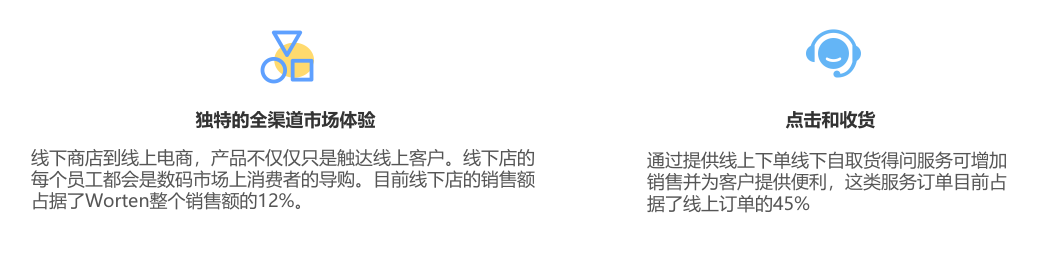 独特的全渠道市场体验
线下商店到线上电商，产品不仅仅只是触达线上客户。线下店的
每个员工都会是数码市场上消费者的导购。目前线下店的销售额
占据了Worten整个销售额的12%。
点击和收货
通过提供线上下单线下自取货得问服务可增加
销售并为客户提供便利，这类服务订单目前占
据了线上订单的45%